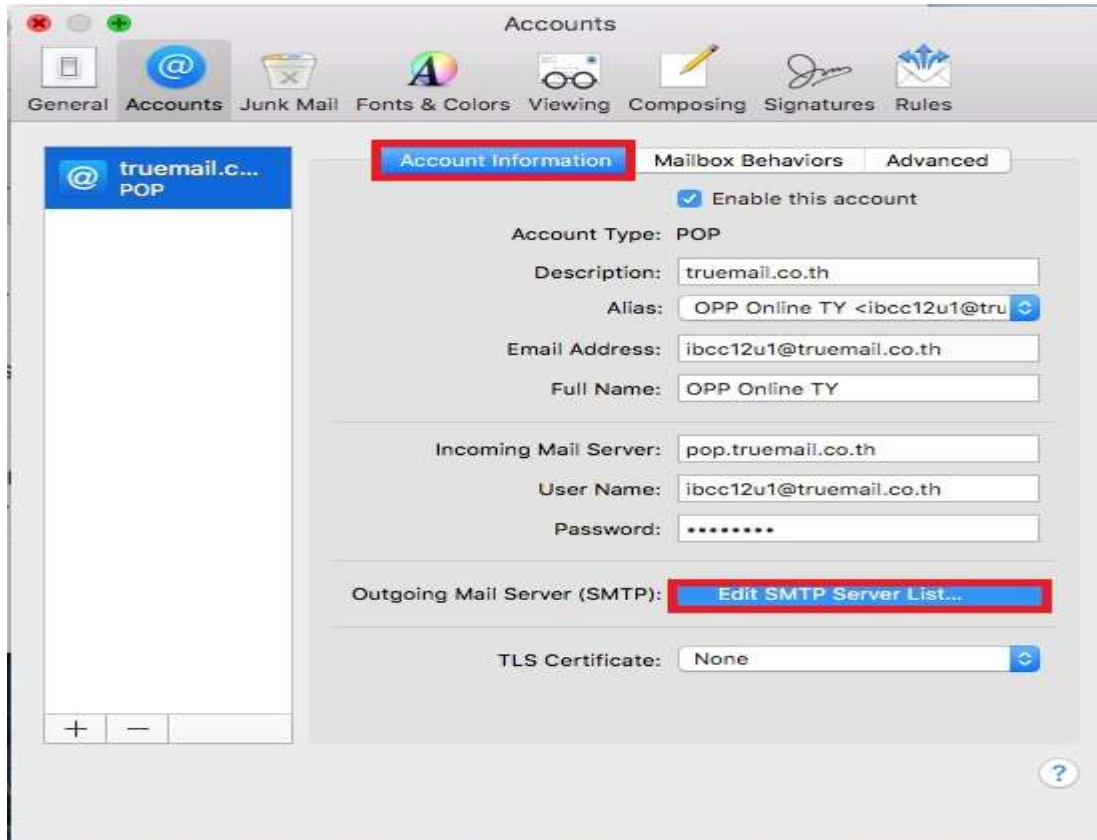 Accounts
General Accounts Junk Mail Fonts & Colors Viewing Composing Signatures Rules
truemail.c...
POP
Account Information Mailbox Behaviors Advanced
Enable this account
Account Type: POP
Description: truemail.co.th
Alias: OPP Online TY <ibcc12u1@tru
Email Address: ibcc12u1@truemail.co.th
Full Name: OPP Online TY
Incoming Mail Server: pop.truemail.co.th
User Name: ibcc12u1@truemail.co.th
Password: ••••••••
Outgoing Mail Server (SMTP): Edit SMTP Server List...
TLS Certificate: None
+ —
?